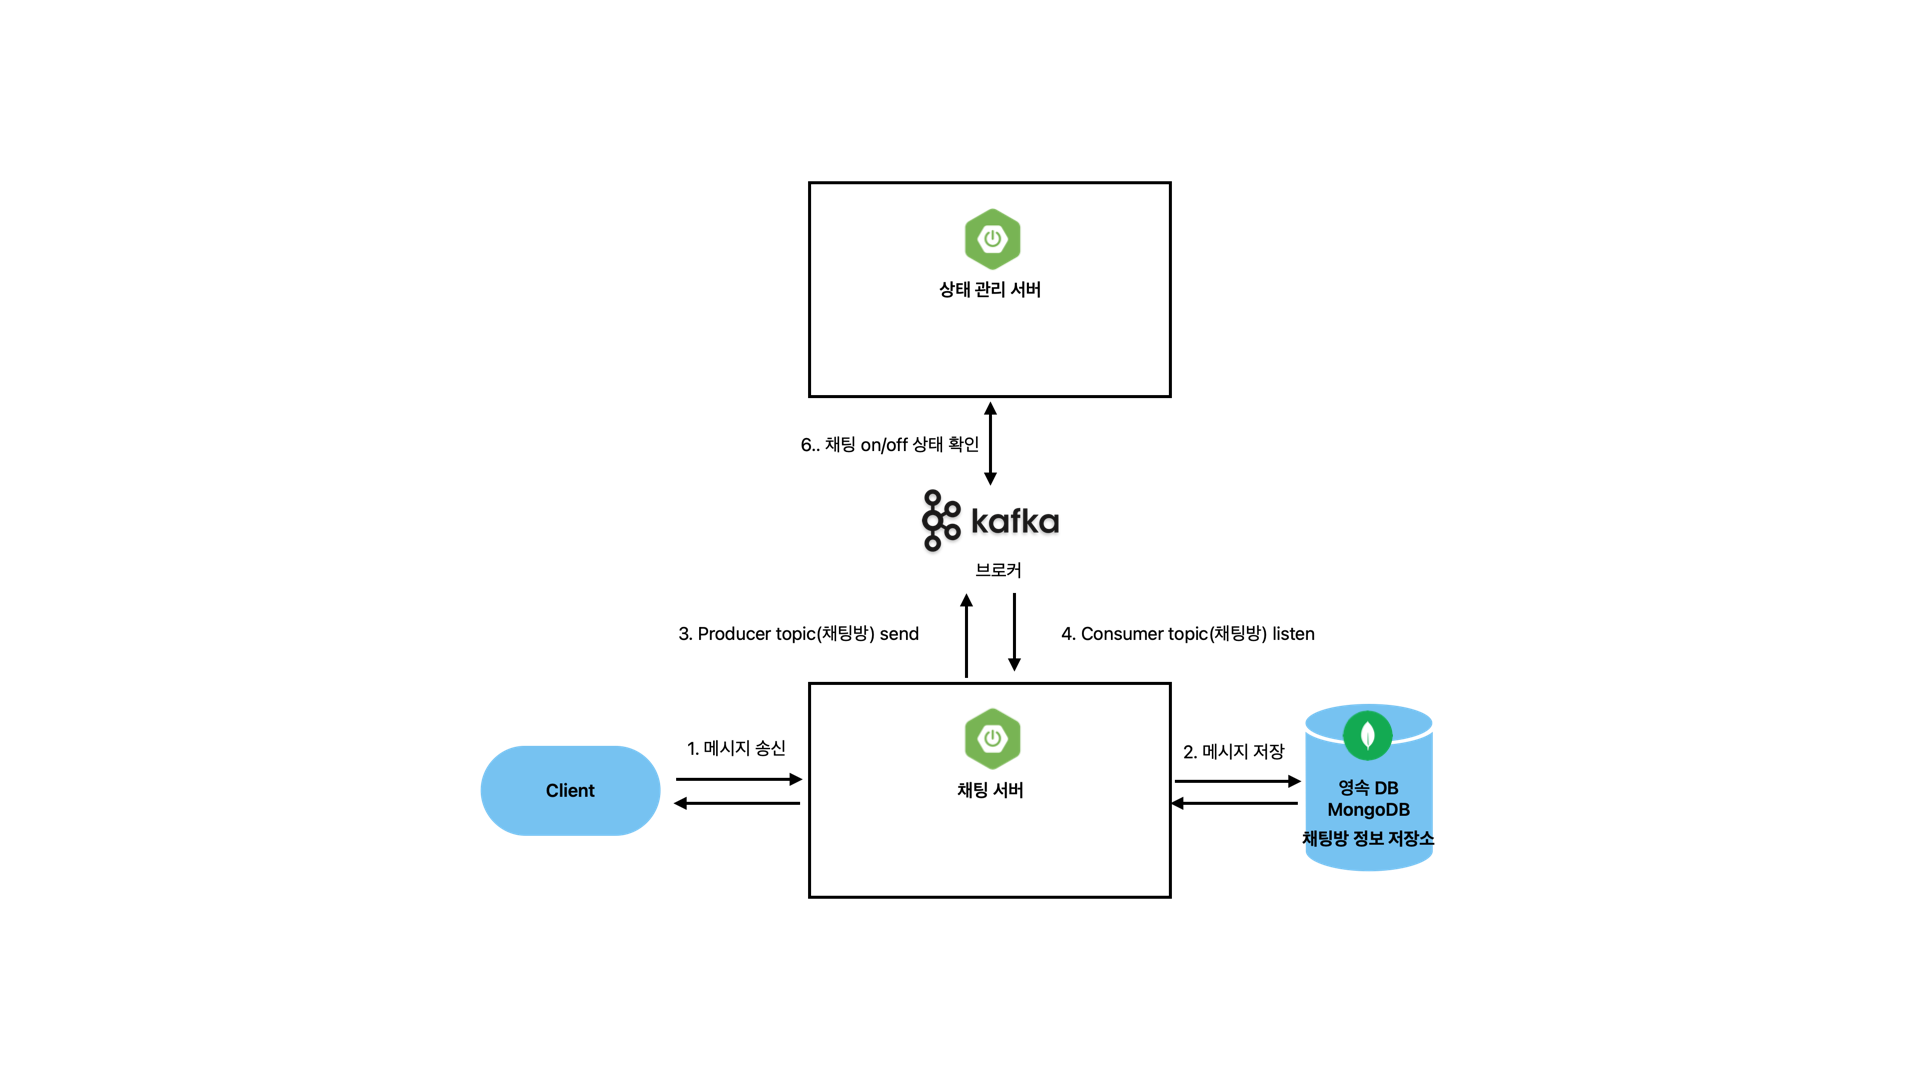 상태 관리 서버
6.. 채팅 on/off 상태 확인
kafka
브로커
3. Producer topic(채팅방) send
4. Consumer topic(채팅방) listen
1. 메시지 송신
2. 메시지 저장
Client
채팅 서버
영속 DB
MongoDB
채팅방 정보 저장소